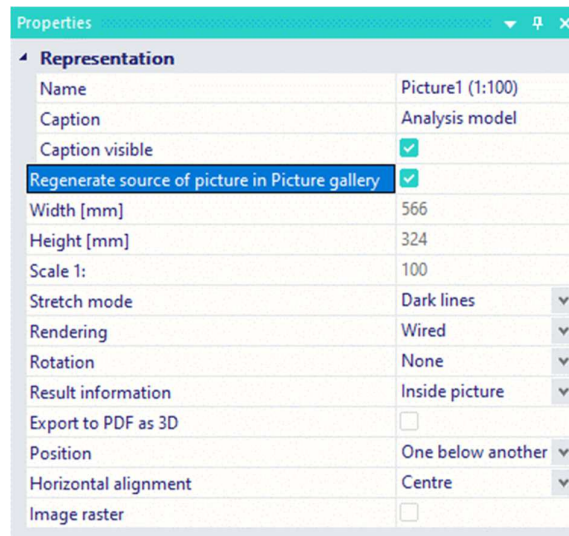 Properties
Representation
Name Picture1 (1:100)
Caption Analysis model
Caption visible
Regenerate source of picture in Picture gallery
Width [mm] 566
Height [mm] 324
Scale 1: 100
Stretch mode Dark lines
Rendering Wired
Rotation None
Result information Inside picture
Export to PDF as 3D
Position One below another
Horizontal alignment Centre
Image raster